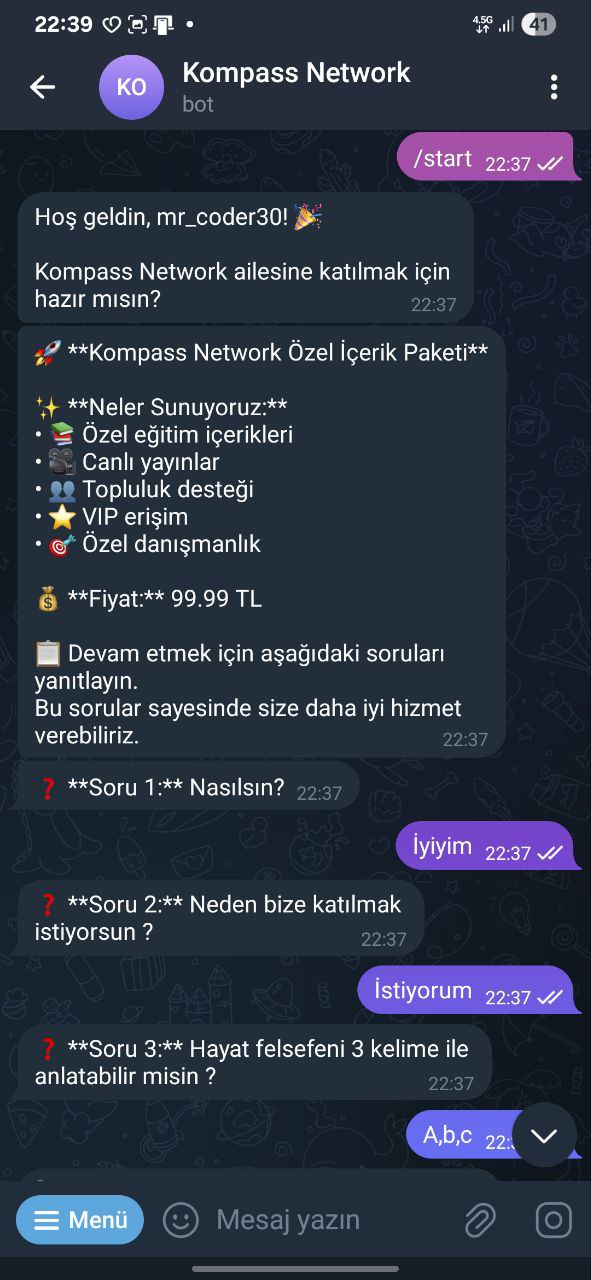 22:39
4.5G
41
KO
Kompass Network
bot
/start 22:37
Hoş geldin, mr_coder30! 🎉
Kompass Network ailesine katılmak için
hazır mısın? 22:37
🚀 **Kompass Network Özel İçerik Paketi**
✨ **Neler Sunuyoruz:**
• 📚 Özel eğitim içerikleri
• 🎥 Canlı yayınlar
• 👥 Topluluk desteği
• ⭐ VIP erişim
• 🎯 Özel danışmanlık
💰 **Fiyat:** 99.99 TL
📋 Devam etmek için aşağıdaki soruları
yanıtlayın.
Bu sorular sayesinde size daha iyi hizmet
verebiliriz. 22:37
❓ **Soru 1:** Nasılsın? 22:37
İyiyim 22:37
❓ **Soru 2:** Neden bize katılmak
istiyorsun ? 22:37
İstiyorum 22:37
❓ **Soru 3:** Hayat felsefeni 3 kelime ile
anlatabilir misin ? 22:37
A,b,c
Menü
Mesaj yazın